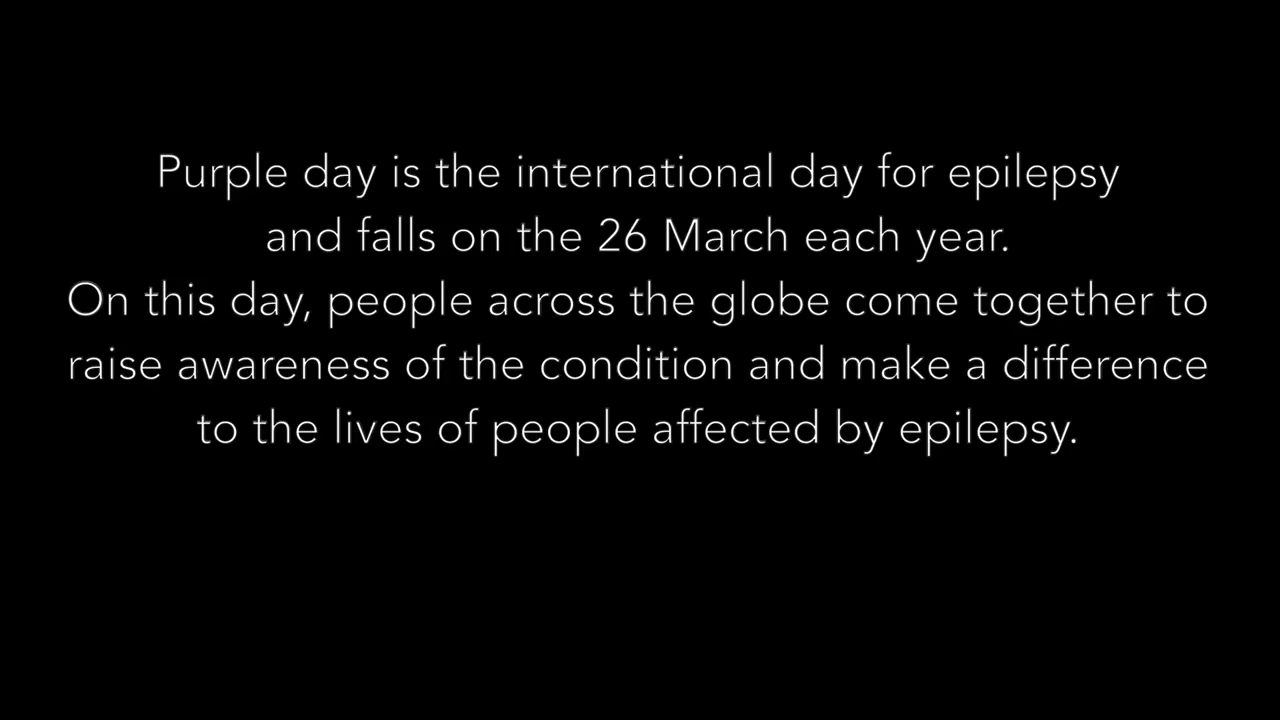 Purple day is the international day for epilepsy
and falls on the 26 March each year.
On this day, people across the globe come together to
raise awareness of the condition and make a difference
to the lives of people affected by epilepsy.